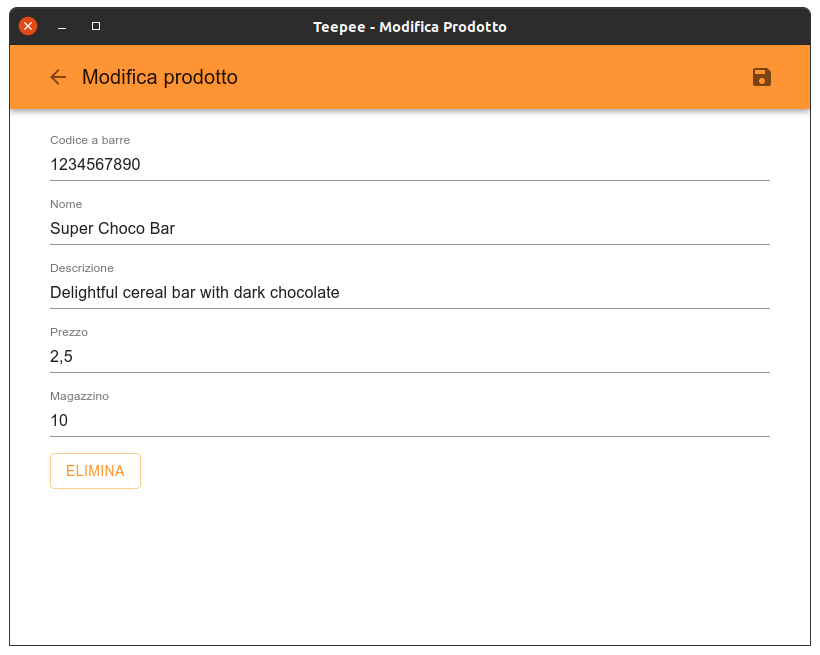 Teepee - Modifica Prodotto
Modifica prodotto
Codice a barre
1234567890
Nome
Super Choco Bar
Descrizione
Delightful cereal bar with dark chocolate
Prezzo
2,5
Magazzino
10
ELIMINA